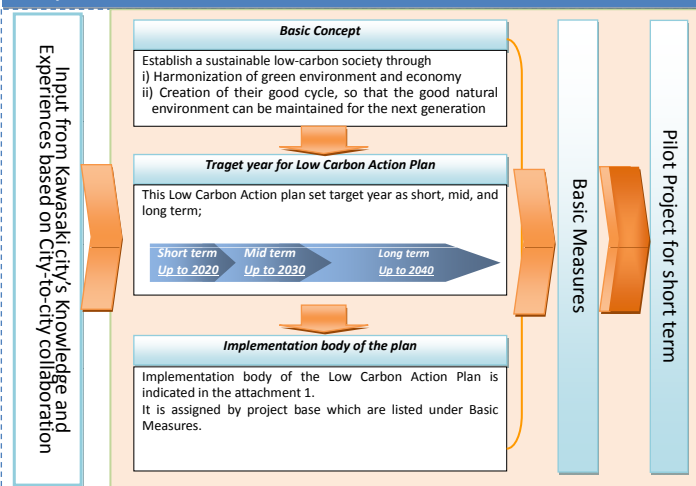 Input from Kawasaki city's Knowledge and
Experiences based on City-to-city collaboration
Basic Concept
Establish a sustainable low-carbon society through
i) Harmonization of green environment and economy
ii) Creation of their good cycle, so that the good natural
environment can be maintained for the next generation
Traget year for Low Carbon Action Plan
This Low Carbon Action plan set target year as short, mid, and
long term;
Short term
Up to 2020
Mid term
Up to 2030
Long term
Up to 2040
Implementation body of the plan
Implementation body of the Low Carbon Action Plan is
indicated in the attachment 1.
It is assigned by project base which are listed under Basic
Measures.
Basic Measures
Pilot Project for short term